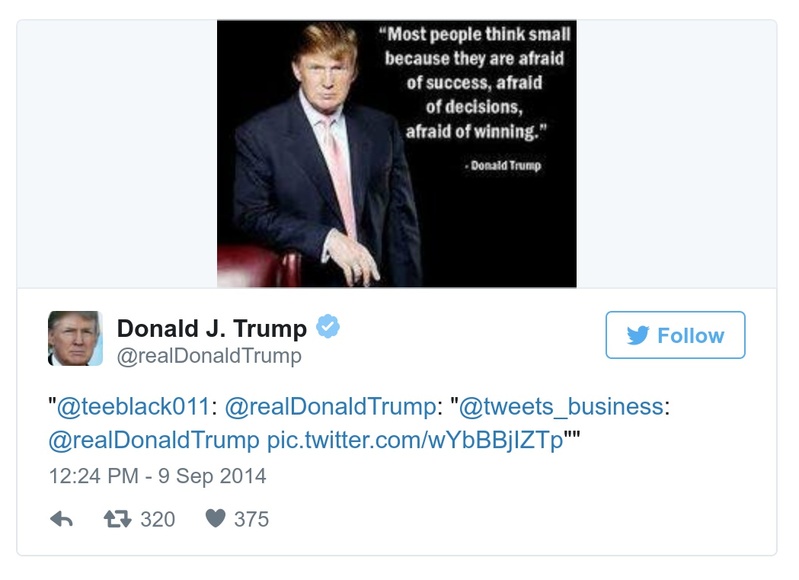 “Most people think small
because they are afraid
of success, afraid
of decisions,
afraid of winning.”
- Donald Trump
Donald J. Trump
@realDonaldTrump
Follow
"@teeblack011: @realDonaldTrump: "@tweets_business:
@realDonaldTrump pic.twitter.com/wYbBBjIZTp""
12:24 PM - 9 Sep 2014
320 375